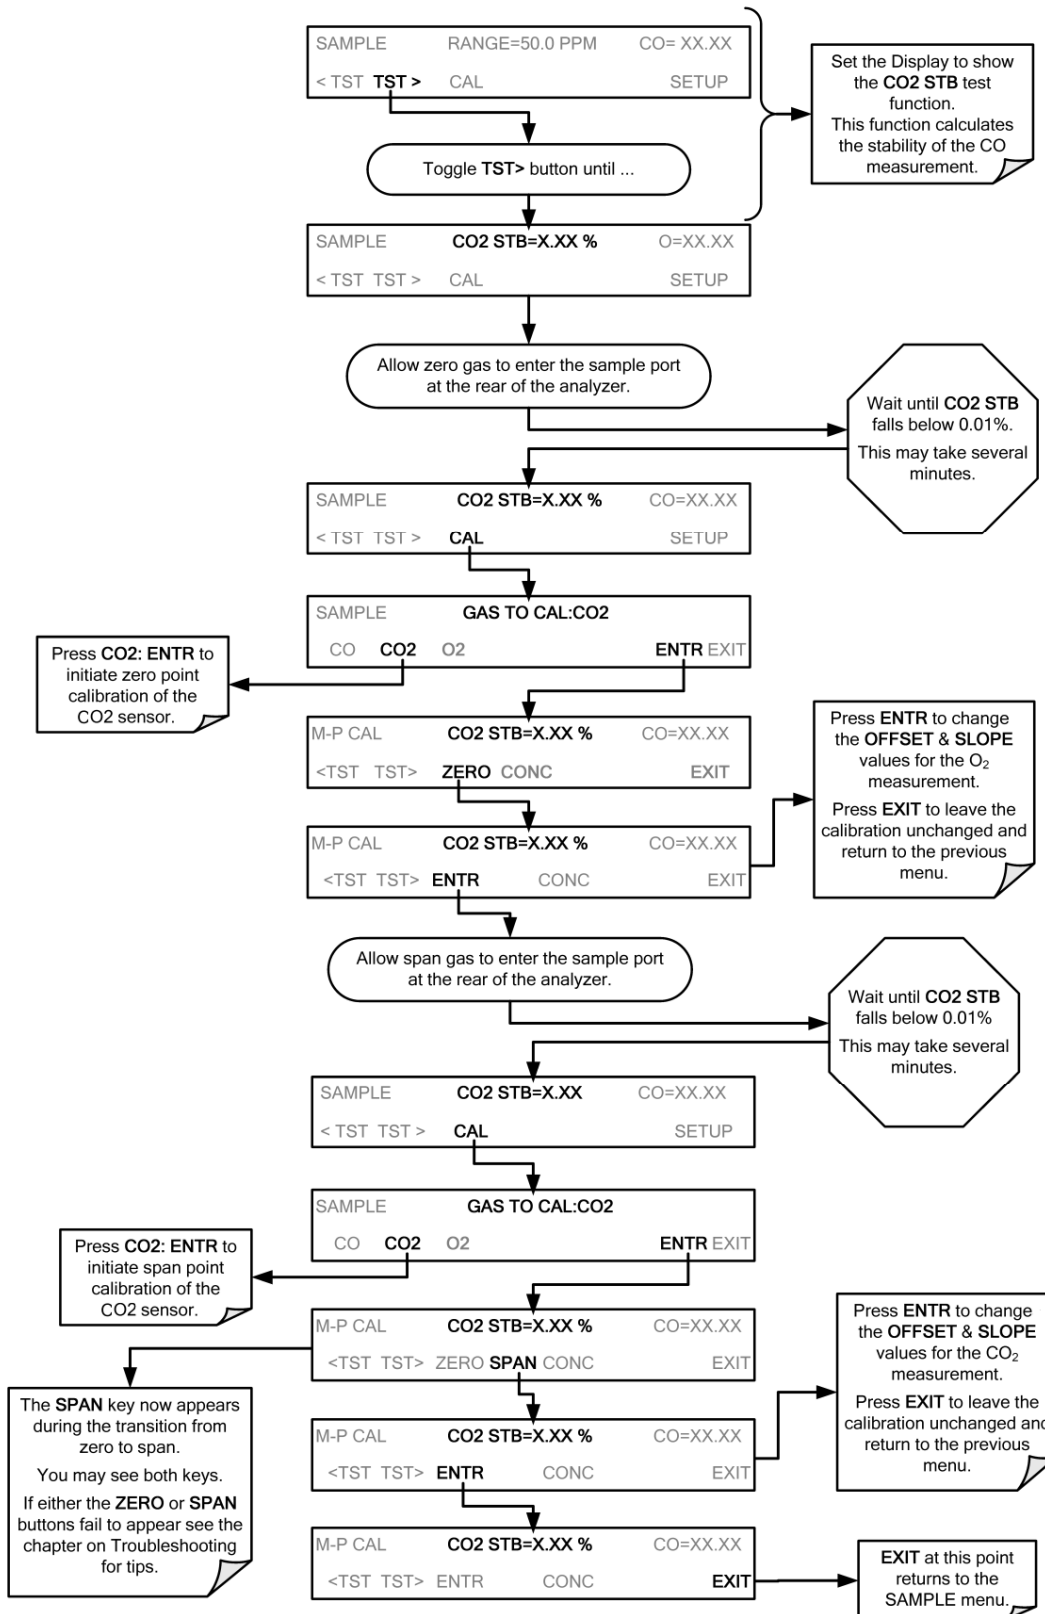 SAMPLE RANGE=50.0 PPM CO= XX.XX
< TST TST > CAL SETUP
Set the Display to show
the CO2 STB test
function.
This function calculates
the stability of the CO
measurement.
Toggle TST> button until ...
SAMPLE CO2 STB=X.XX % O=XX.XX
< TST TST > CAL SETUP
Allow zero gas to enter the sample port
at the rear of the analyzer.
Wait until CO2 STB
falls below 0.01%.
This may take several
minutes.
SAMPLE CO2 STB=X.XX % CO=XX.XX
< TST TST > CAL SETUP
SAMPLE GAS TO CAL:CO2
CO CO2 O2 ENTR EXIT
Press CO2: ENTR to
initiate zero point
calibration of the
CO2 sensor.
M-P CAL CO2 STB=X.XX % CO=XX.XX
<TST TST> ZERO CONC EXIT
Press ENTR to change
the OFFSET & SLOPE
values for the O₂
measurement.
Press EXIT to leave the
calibration unchanged and
return to the previous
menu.
M-P CAL CO2 STB=X.XX % CO=XX.XX
<TST TST> ENTR CONC EXIT
Allow span gas to enter the sample port
at the rear of the analyzer.
Wait until CO2 STB
falls below 0.01%
This may take several
minutes.
SAMPLE CO2 STB=X.XX CO=XX.XX
< TST TST > CAL SETUP
SAMPLE GAS TO CAL:CO2
CO CO2 O2 ENTR EXIT
Press CO2: ENTR to
initiate span point
calibration of the
CO2 sensor.
M-P CAL CO2 STB=X.XX % CO=XX.XX
<TST TST> ZERO SPAN CONC EXIT
Press ENTR to change
the OFFSET & SLOPE
values for the CO₂
measurement.
Press EXIT to leave the
calibration unchanged and
return to the previous
menu.
The SPAN key now appears
during the transition from
zero to span.
You may see both keys.
If either the ZERO or SPAN
buttons fail to appear see the
chapter on Troubleshooting
for tips.
M-P CAL CO2 STB=X.XX % CO=XX.XX
<TST TST> ENTR CONC EXIT
M-P CAL CO2 STB=X.XX % CO=XX.XX
<TST TST> ENTR CONC EXIT
EXIT at this point
returns to the
SAMPLE menu.